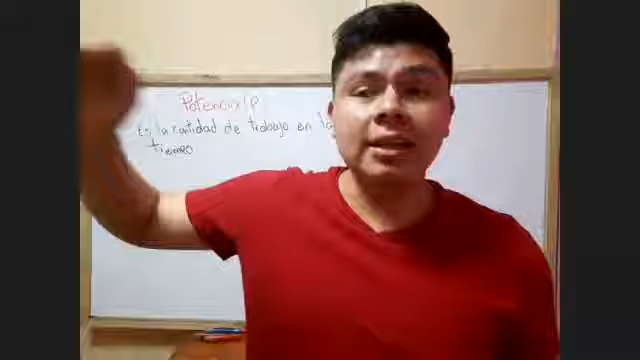 Potencia/P
Es la cantidad de trabajo en la
tiempo